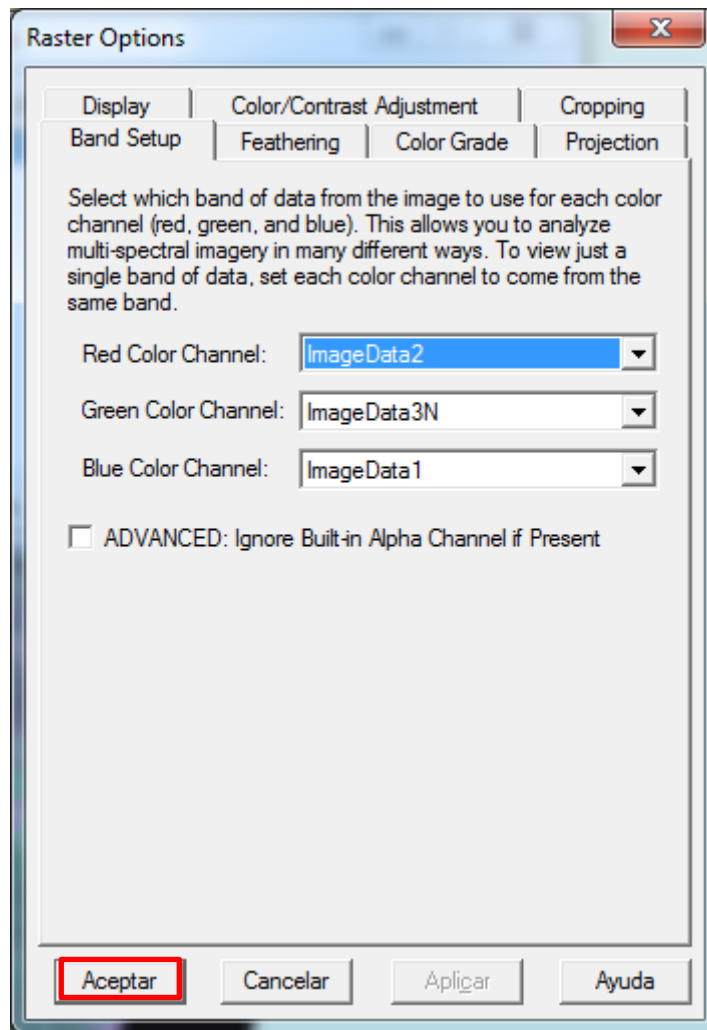 Raster Options
Display
Color/Contrast Adjustment
Cropping
Band Setup
Feathering
Color Grade
Projection
Select which band of data from the image to use for each color
channel (red, green, and blue). This allows you to analyze
multi-spectral imagery in many different ways. To view just a
single band of data, set each color channel to come from the
same band.
Red Color Channel: ImageData2
Green Color Channel: ImageData3N
Blue Color Channel: ImageData1
ADVANCED: Ignore Built-in Alpha Channel if Present
Aceptar Cancelar Aplicar Ayuda